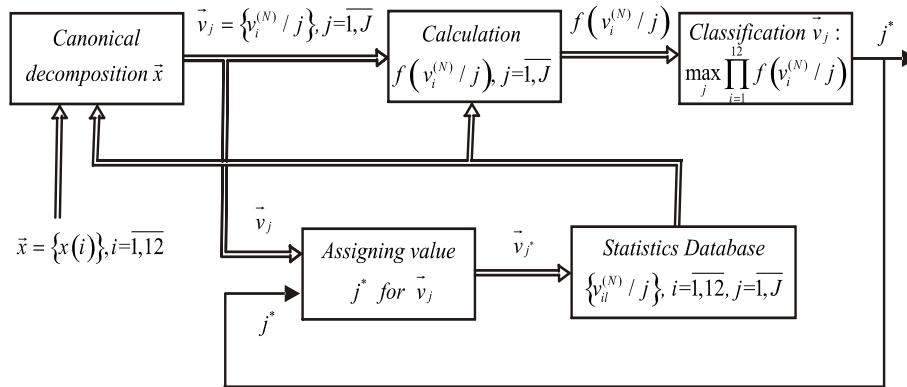 Canonical
decomposition x⃗
v⃗_j = {v_i^(N) / j}, j=1,J̅
Calculation
f(v_i^(N) / j), j=1,J̅
f(v_i^(N) / j)
Classification v⃗_j :
max_j ∏_{i=1}^{12} f(v_i^(N) / j)
j*
x⃗ = {x(i)}, i=1,12̅
v⃗_j
Assigning value
j* for v⃗_j
v⃗_j*
Statistics Database
{v_il^(N) / j}, i=1,12̅, j=1,J̅
j*